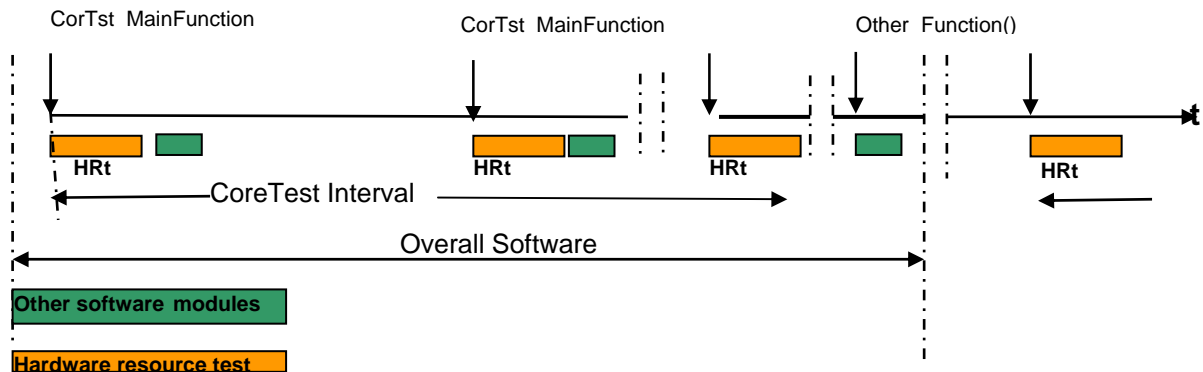 CorTst MainFunction
CorTst MainFunction
Other Function()
t
HRt
HRt
HRt
HRt
CoreTest Interval
Overall Software
Other software modules
Hardware resource test